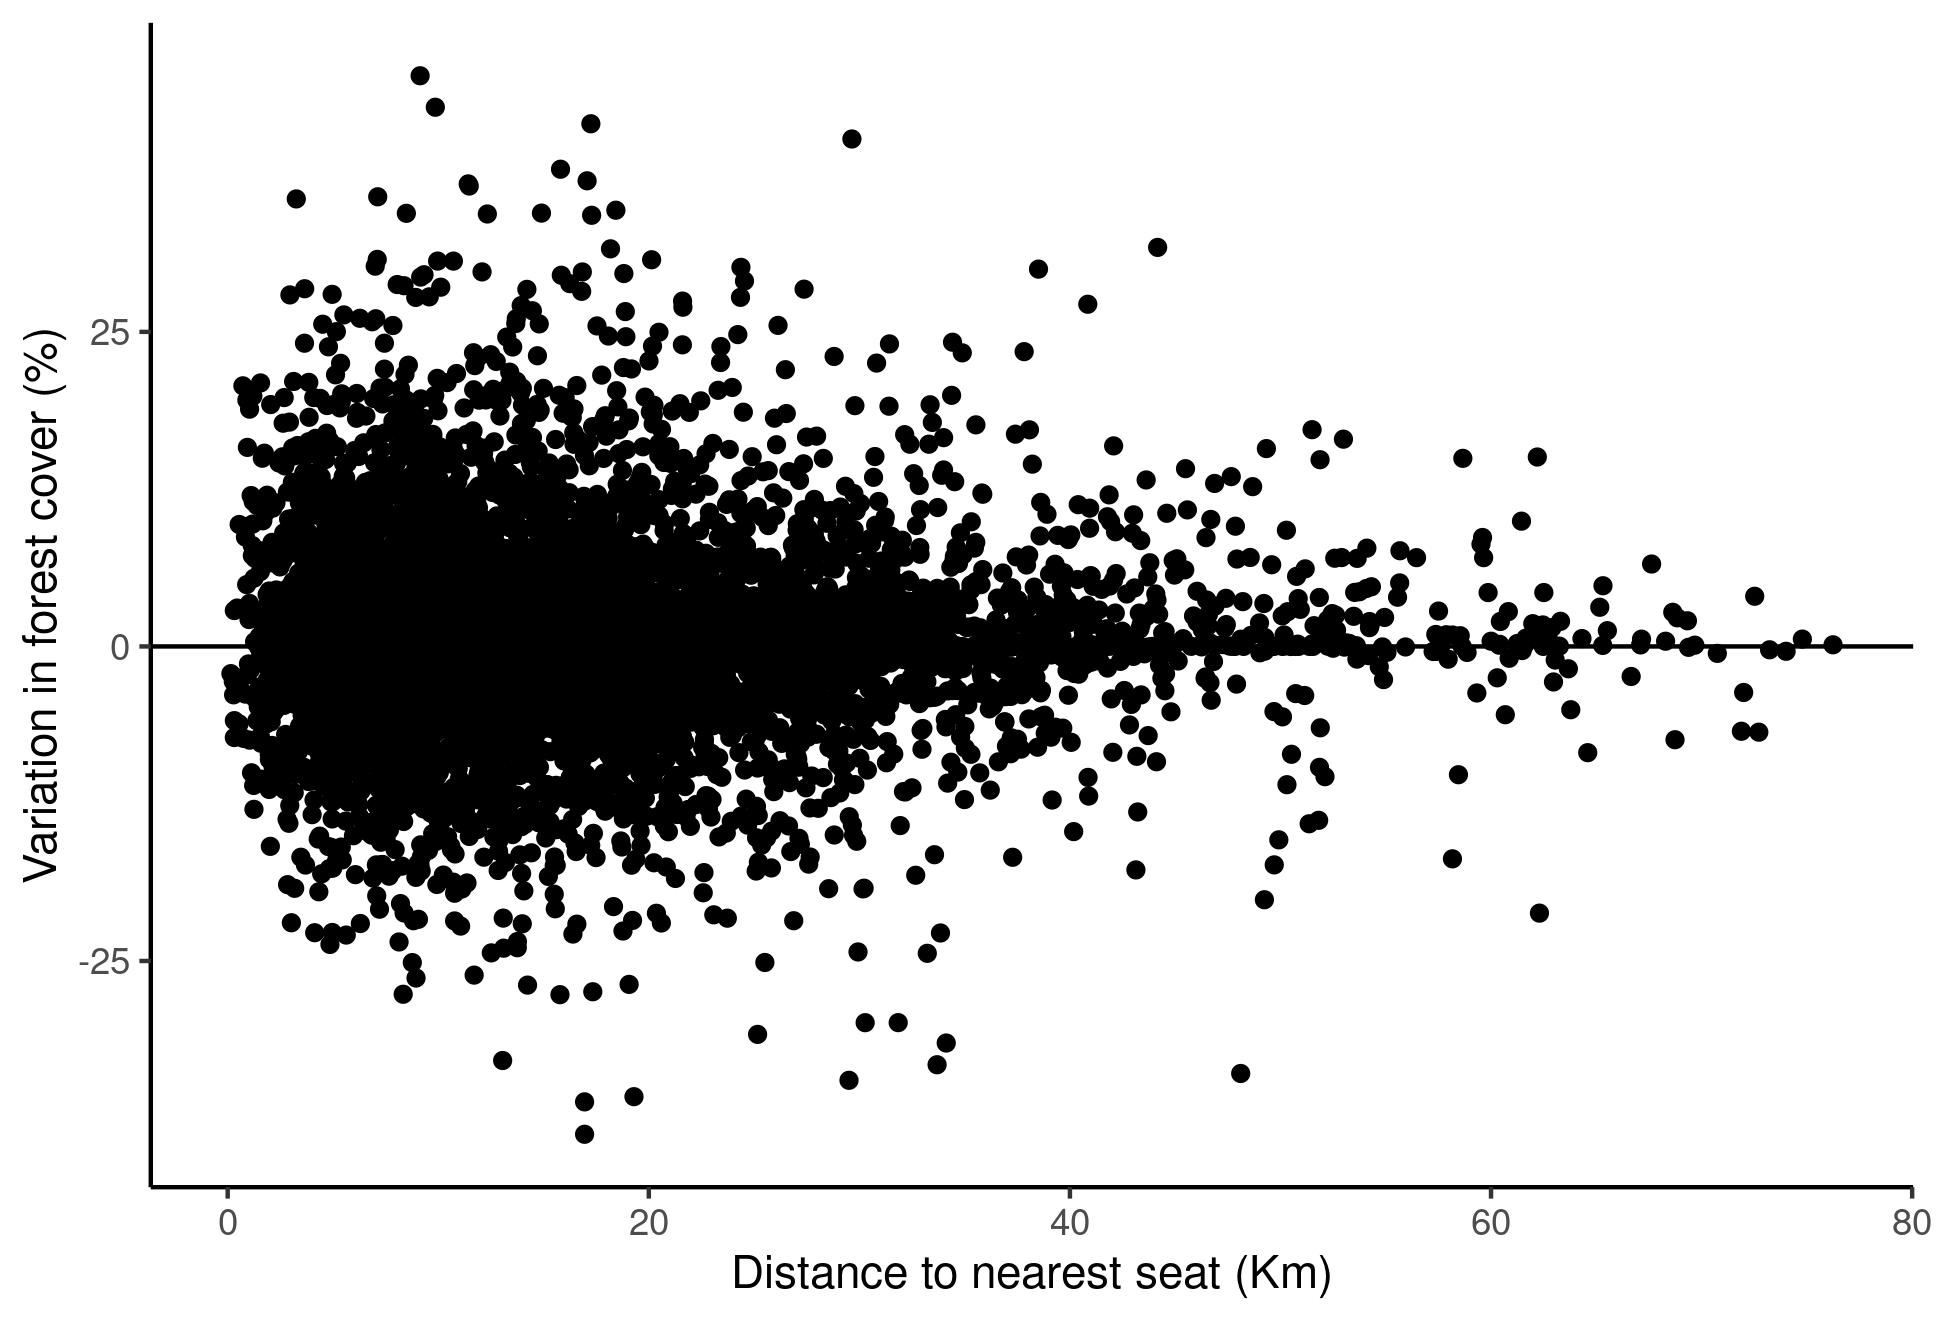 Variation in forest cover (%)
25
0
-25
0 20 40 60 80
Distance to nearest seat (Km)